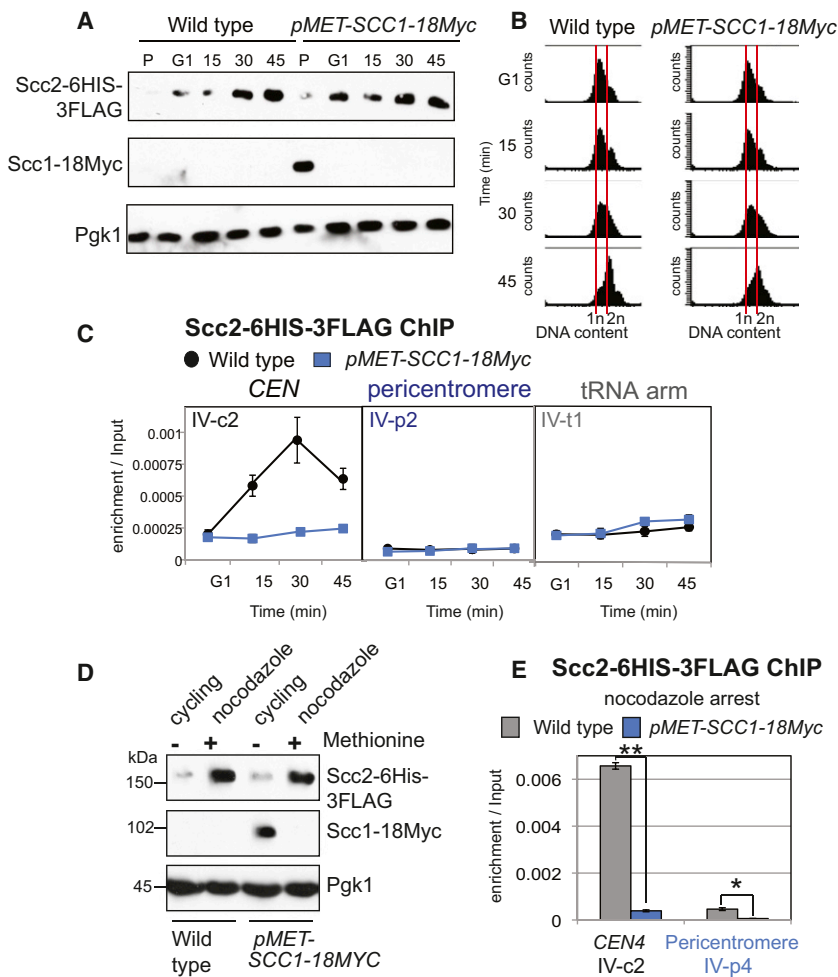 A
Wild type pMET-SCC1-18Myc
P G1 15 30 45 P G1 15 30 45
Scc2-6HIS-
3FLAG
Scc1-18Myc
Pgk1
B
Wild type pMET-SCC1-18Myc
G1 counts counts
15 counts counts
30 counts counts
45 counts counts
Time (min)
1n 2n 1n 2n
DNA content DNA content
C
Scc2-6HIS-3FLAG ChIP
Wild type pMET-SCC1-18Myc
CEN pericentromere tRNA arm
IV-c2 IV-p2 IV-t1
enrichment / Input
0.001
0.00075
0.0005
0.00025
0
G1 15 30 45 G1 15 30 45 G1 15 30 45
Time (min) Time (min) Time (min)
D
cycling nocodazole cycling nocodazole
- + - + Methionine
kDa
150 Scc2-6His-
3FLAG
102 Scc1-18Myc
45 Pgk1
Wild
type
pMET-
SCC1-18MYC
E Scc2-6HIS-3FLAG ChIP
nocodazole arrest
Wild type pMET-SCC1-18Myc
enrichment / Input
0.006
0.004
0.002
0
**
*
CEN4 Pericentromere
IV-c2 IV-p4